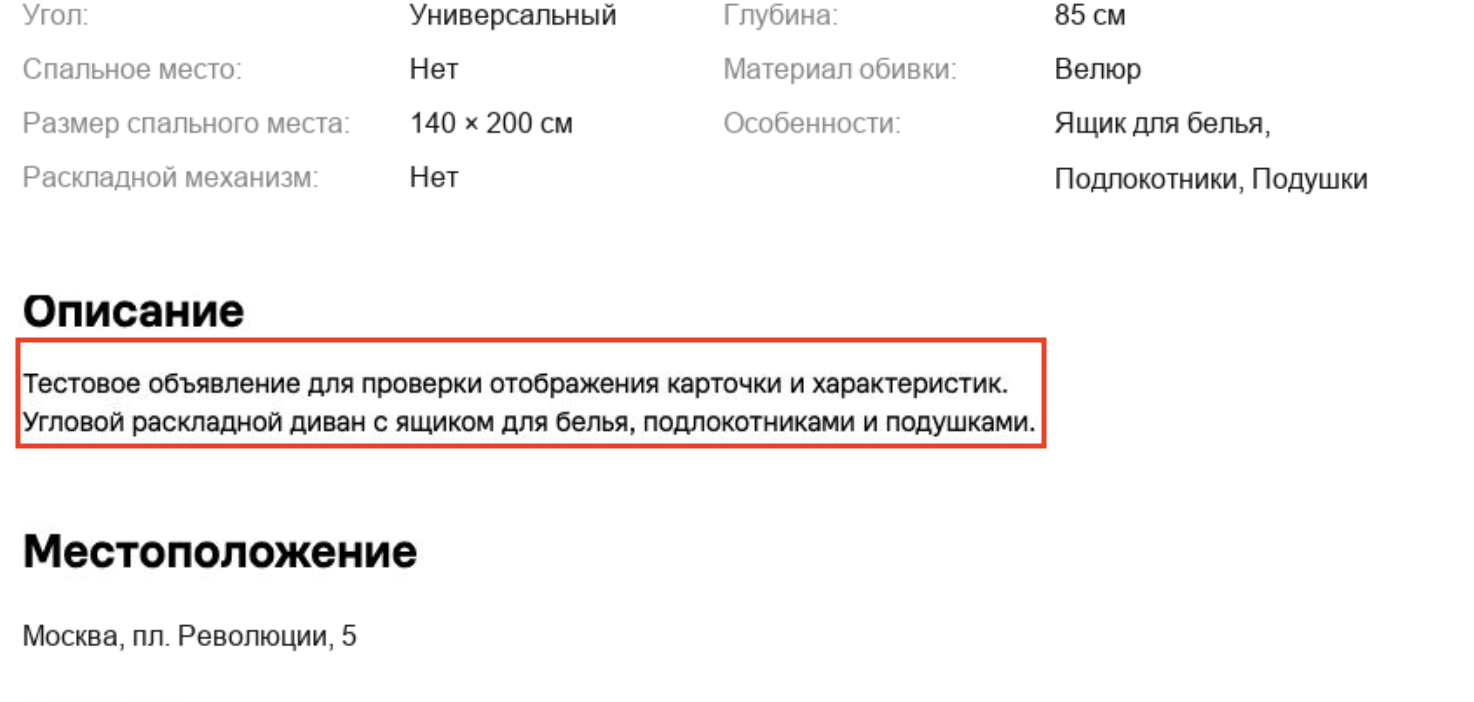 Угол: Универсальный Глубина: 85 см
Спальное место: Нет Материал обивки: Велюр
Размер спального места: 140 × 200 см Особенности: Ящик для белья,
Раскладной механизм: Нет Подлокотники, Подушки
Описание
Тестовое объявление для проверки отображения карточки и характеристик.
Угловой раскладной диван с ящиком для белья, подлокотниками и подушками.
Местоположение
Москва, пл. Революции, 5